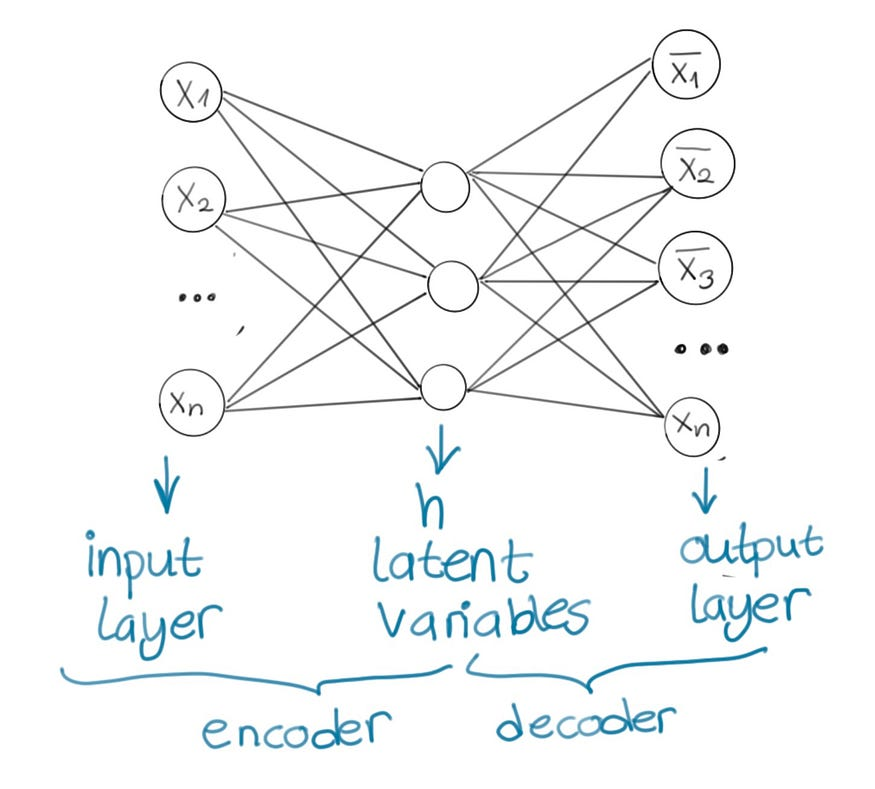 X1
X2
...
Xn
X̅1
X̅2
X̅3
...
Xn
h
input
layer
latent
variables
output
layer
encoder
decoder